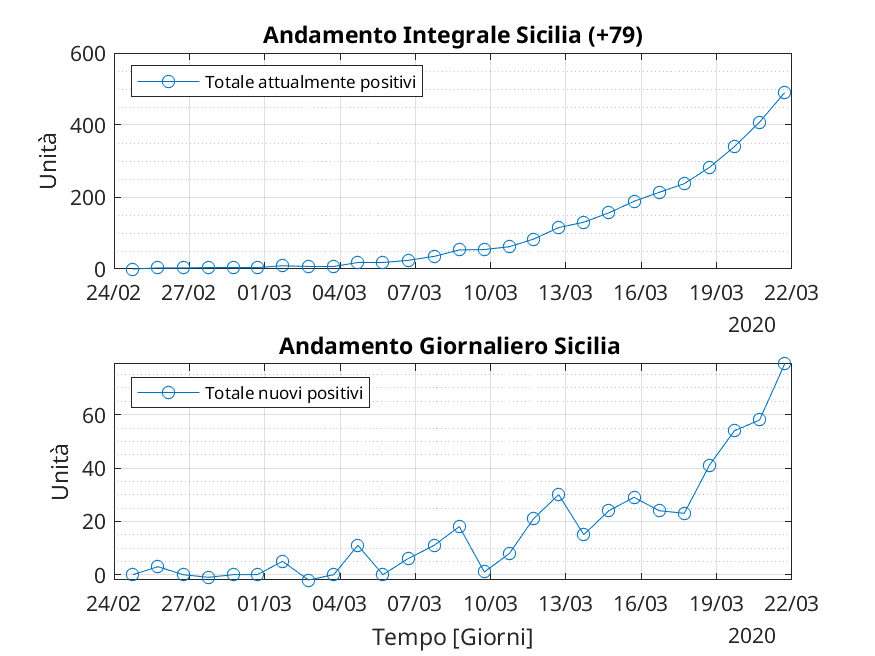 Andamento Integrale Sicilia (+79)
600
Totale attualmente positivi
400
Unità
200
0
24/02 27/02 01/03 04/03 07/03 10/03 13/03 16/03 19/03 22/03
2020
Andamento Giornaliero Sicilia
Totale nuovi positivi
60
40
Unità
20
0
24/02 27/02 01/03 04/03 07/03 10/03 13/03 16/03 19/03 22/03
Tempo [Giorni]
2020